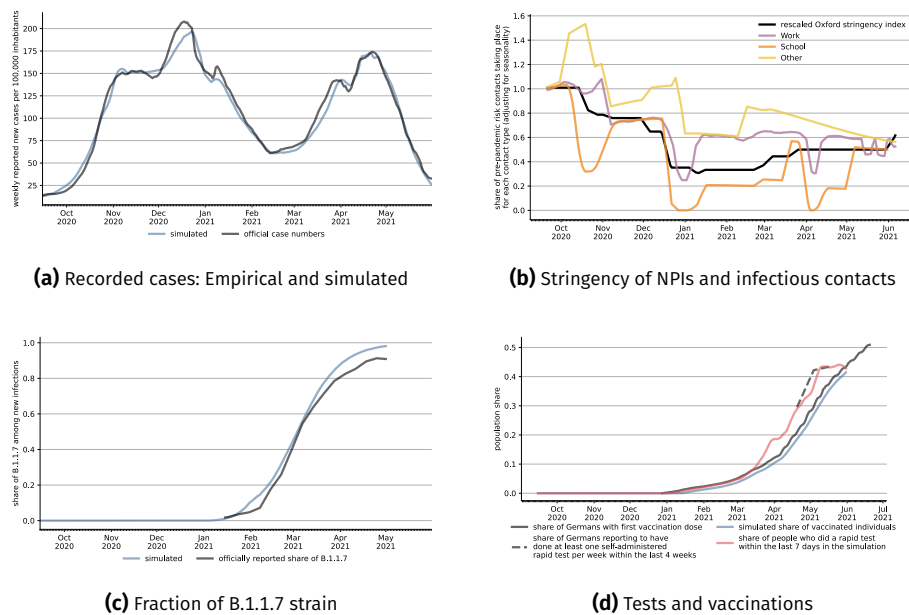 weekly reported new cases per 100,000 inhabitants
200
175
150
125
100
75
50
25
Oct 2020
Nov 2020
Dec 2020
Jan 2021
Feb 2021
Mar 2021
Apr 2021
May 2021
simulated
official case numbers
(a) Recorded cases: Empirical and simulated
share of pre-pandemic risk contacts taking place
for each contact type (adjusting for seasonality)
1.6
1.4
1.2
1.0
0.8
0.6
0.4
0.2
0.0
rescaled Oxford stringency index
Work
School
Other
Oct 2020
Nov 2020
Dec 2020
Jan 2021
Feb 2021
Mar 2021
Apr 2021
May 2021
Jun 2021
(b) Stringency of NPIs and infectious contacts
share of B.1.1.7 among new infections
1.0
0.8
0.6
0.4
0.2
0.0
Oct 2020
Nov 2020
Dec 2020
Jan 2021
Feb 2021
Mar 2021
Apr 2021
May 2021
simulated
officially reported share of B.1.1.7
(c) Fraction of B.1.1.7 strain
population share
0.5
0.4
0.3
0.2
0.1
0.0
Oct 2020
Nov 2020
Dec 2020
Jan 2021
Feb 2021
Mar 2021
Apr 2021
May 2021
Jun 2021
Jul 2021
share of Germans with first vaccination dose
share of Germans reporting to have
done at least one self-administered
rapid test per week within the last 4 weeks
simulated share of vaccinated individuals
share of people who did a rapid test
within the last 7 days in the simulation
(d) Tests and vaccinations